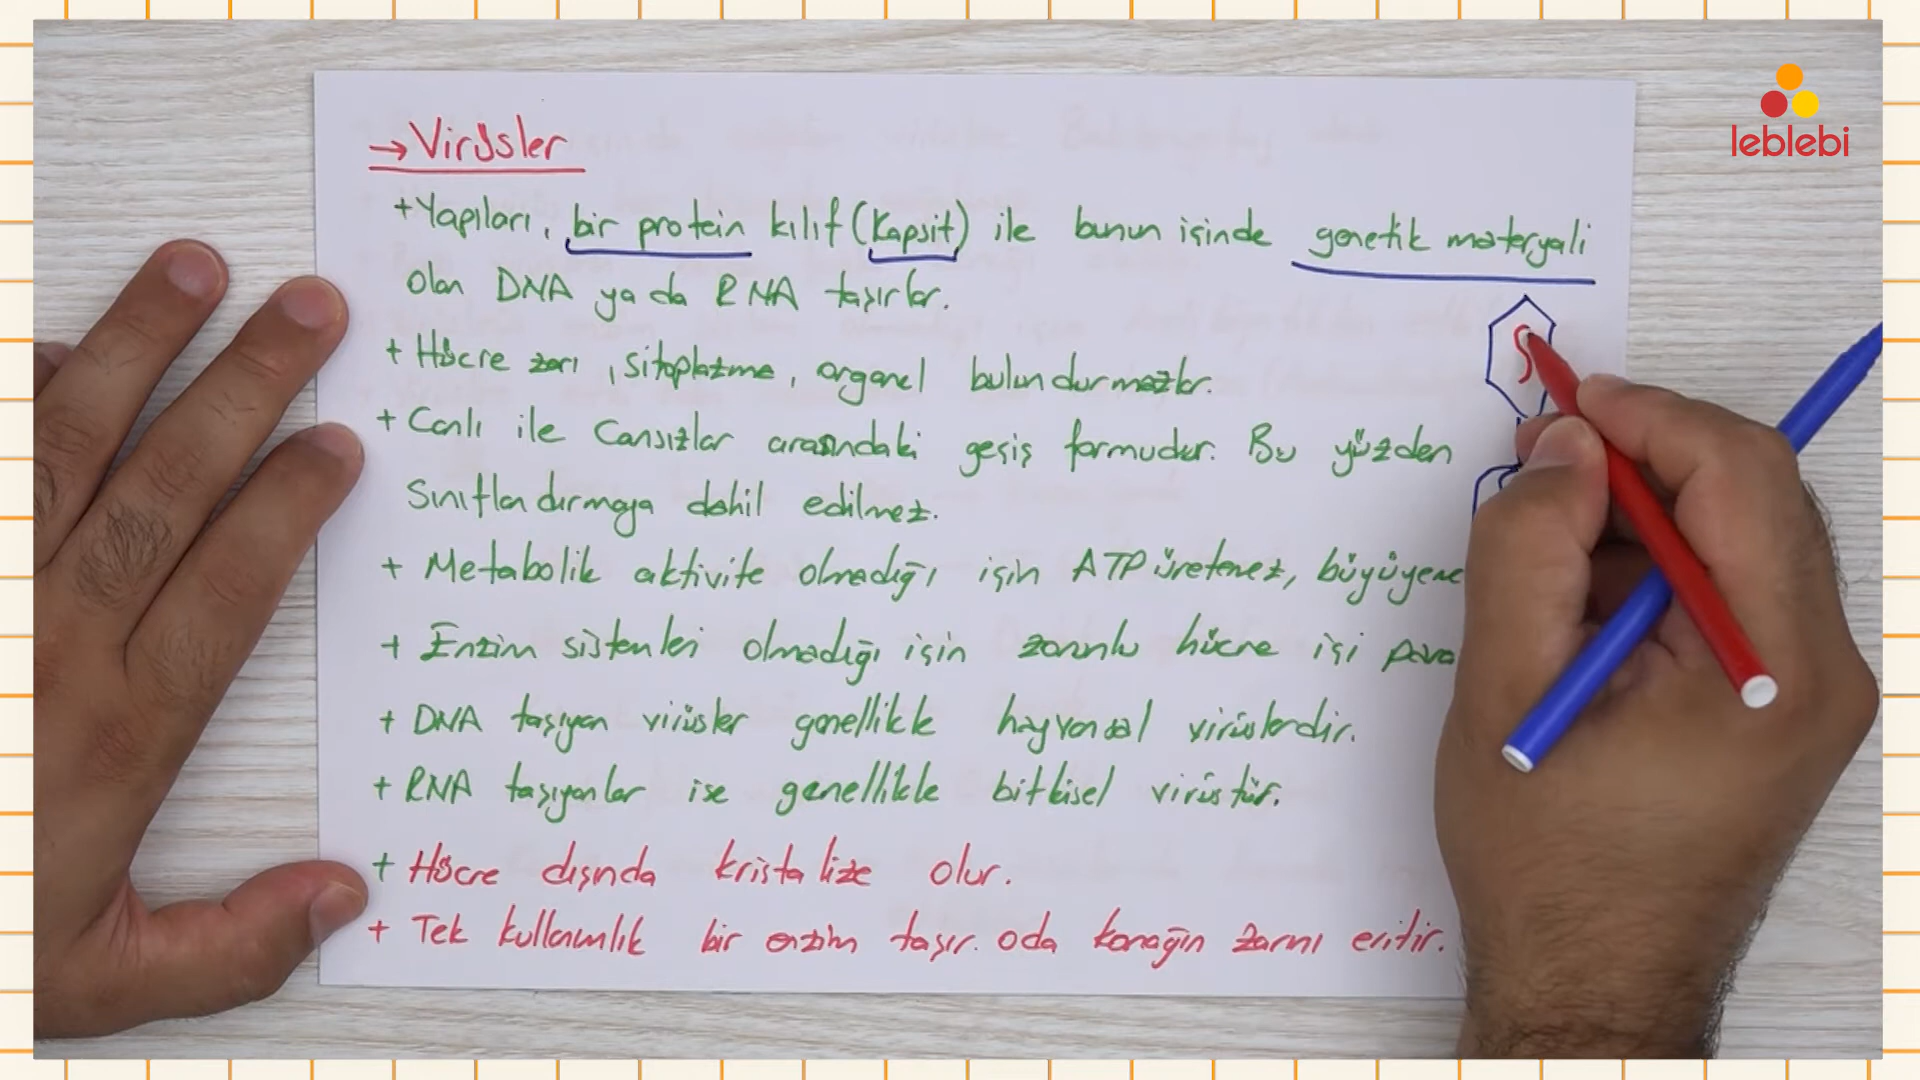 → Virüsler
+ Yapıları, bir protein kılıf (Kapsit) ile bunun içinde genetik materyali
olan DNA ya da RNA taşırlar.
+ Hücre zarı, sitoplazma, organel bulundurmazlar.
+ Canlı ile Cansızlar arasındaki geçiş formudur. Bu yüzden
Sınıflandırmaya dahil edilmez.
+ Metabolik aktivite olmadığı için ATP üretemez, büyüyeme
+ Enzim sistemleri olmadığı için zorunlu hücre içi para
+ DNA taşıyan virüsler genellikle hayvansal virüslerdir.
+ RNA taşıyanlar ise genellikle bitkisel virüstür.
+ Hücre dışında kristalize olur.
+ Tek kullanımlık bir enzim taşır. Oda konağın zarını eritir.
leblebi